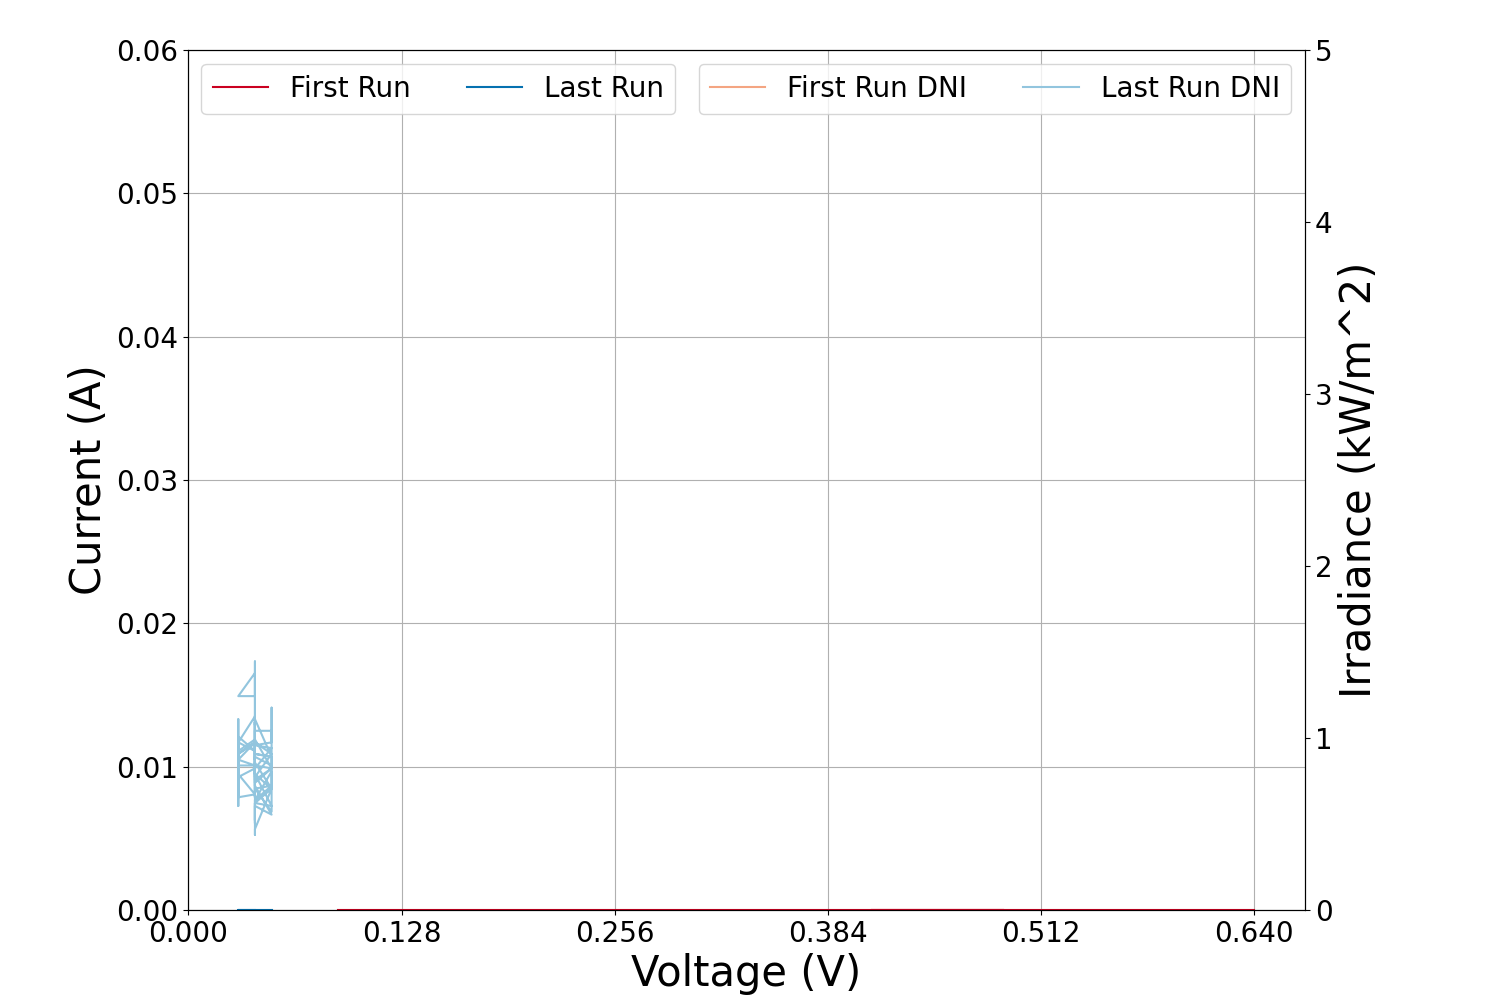 First Run
Last Run
First Run DNI
Last Run DNI
0.06
0.05
0.04
0.03
0.02
0.01
0.00
Current (A)
5
4
3
2
1
0
Irradiance (kW/m^2)
0.000
0.128
0.256
0.384
0.512
0.640
Voltage (V)